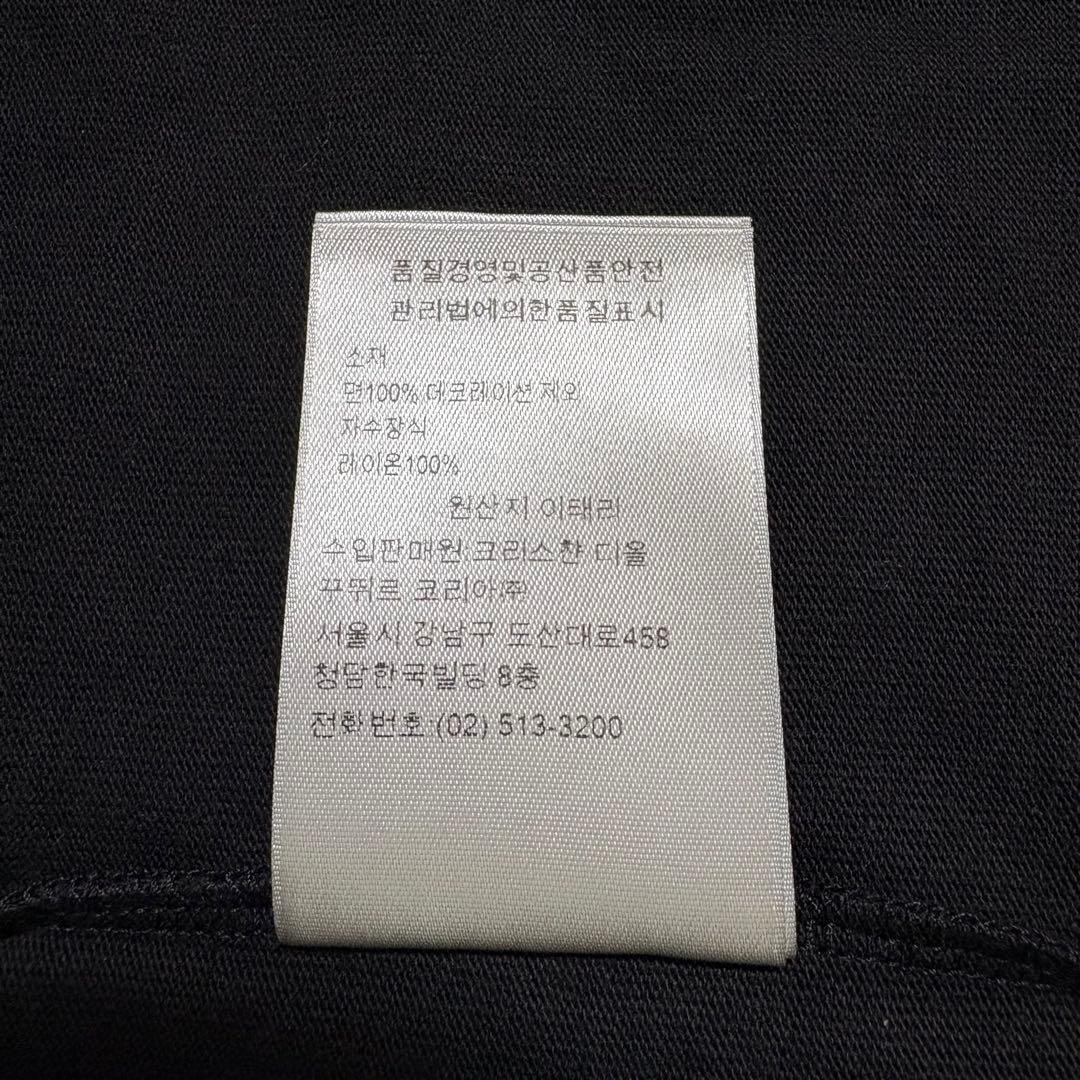 품질경영및공산품안전
관리법에의한품질표시
소재
면100% 데코레이션 제외
자수장식
라이온100%
원산지 이태리
수입판매원 크리스챤 디올
꾸뛰르 코리아㈜
서울시 강남구 도산대로458
청담한국빌딩 8층
전화 번호 (02) 513-3200